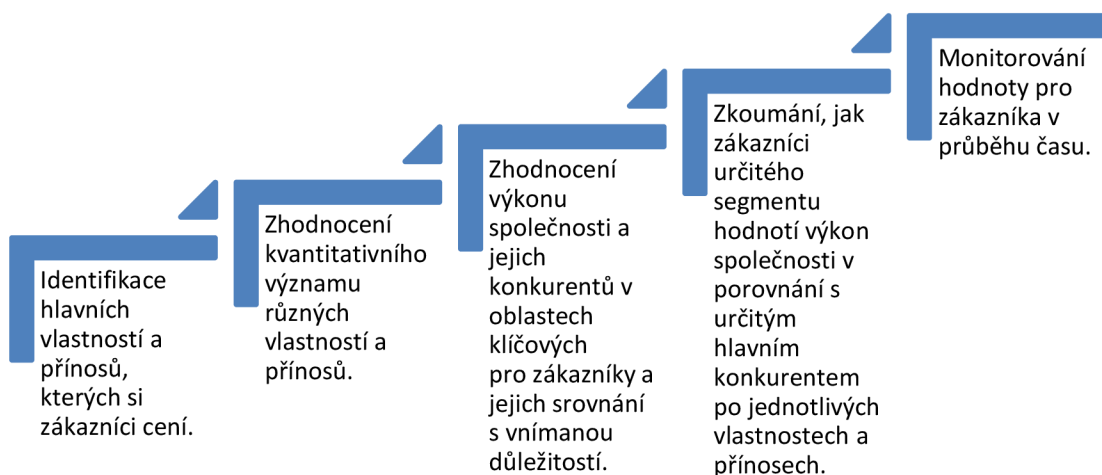 Identifikace
hlavních
vlastností a
přínosů,
kterých si
zákazníci cení.
Zhodnocení
kvantitativního
významu
různých
vlastností a
přínosů.
Zhodnocení
výkonu
společnosti a
jejich
konkurentů v
oblastech
klíčových
pro zákazníky a
jejich srovnání
s vnímanou
důležitostí.
Zkoumání, jak
zákazníci
určitého
segmentu
hodnotí výkon
společnosti v
porovnání s
určitým
hlavním
konkurentem
po jednotlivých
vlastnostech a
přínosech.
Monitorování
hodnoty pro
zákazníka v
průběhu času.